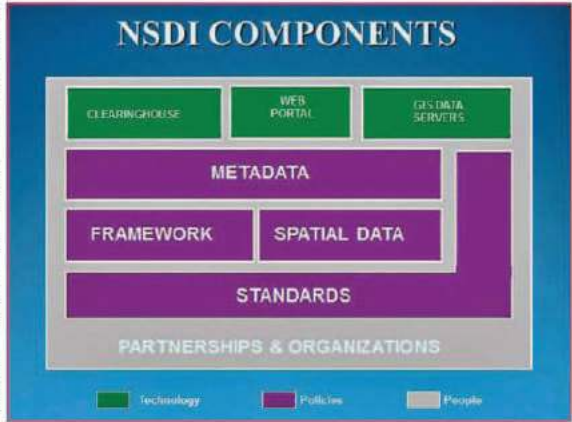 NSDI COMPONENTS
CLEARINGHOUSE
WEB
PORTAL
GIS DATA
SERVERS
METADATA
FRAMEWORK
SPATIAL DATA
STANDARDS
PARTNERSHIPS & ORGANIZATIONS
Technology
Policies
People